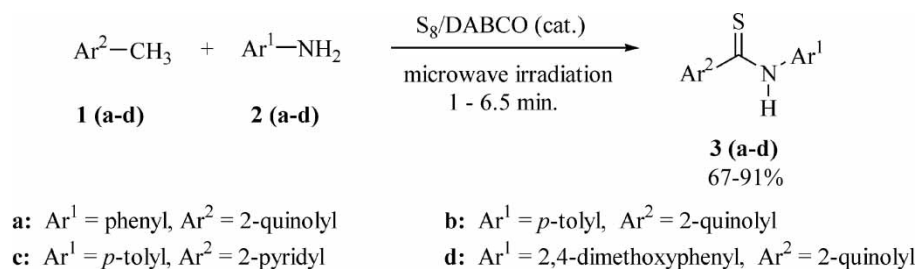 Ar²−CH₃ + Ar¹−NH₂ S₈/DABCO (cat.) S Ar² N Ar¹ H
microwave irradiation
1 - 6.5 min.
1 (a-d) 2 (a-d) 3 (a-d)
67-91%
a: Ar¹ = phenyl, Ar² = 2-quinolyl b: Ar¹ = p-tolyl, Ar² = 2-quinolyl
c: Ar¹ = p-tolyl, Ar² = 2-pyridyl d: Ar¹ = 2,4-dimethoxyphenyl, Ar² = 2-quinolyl